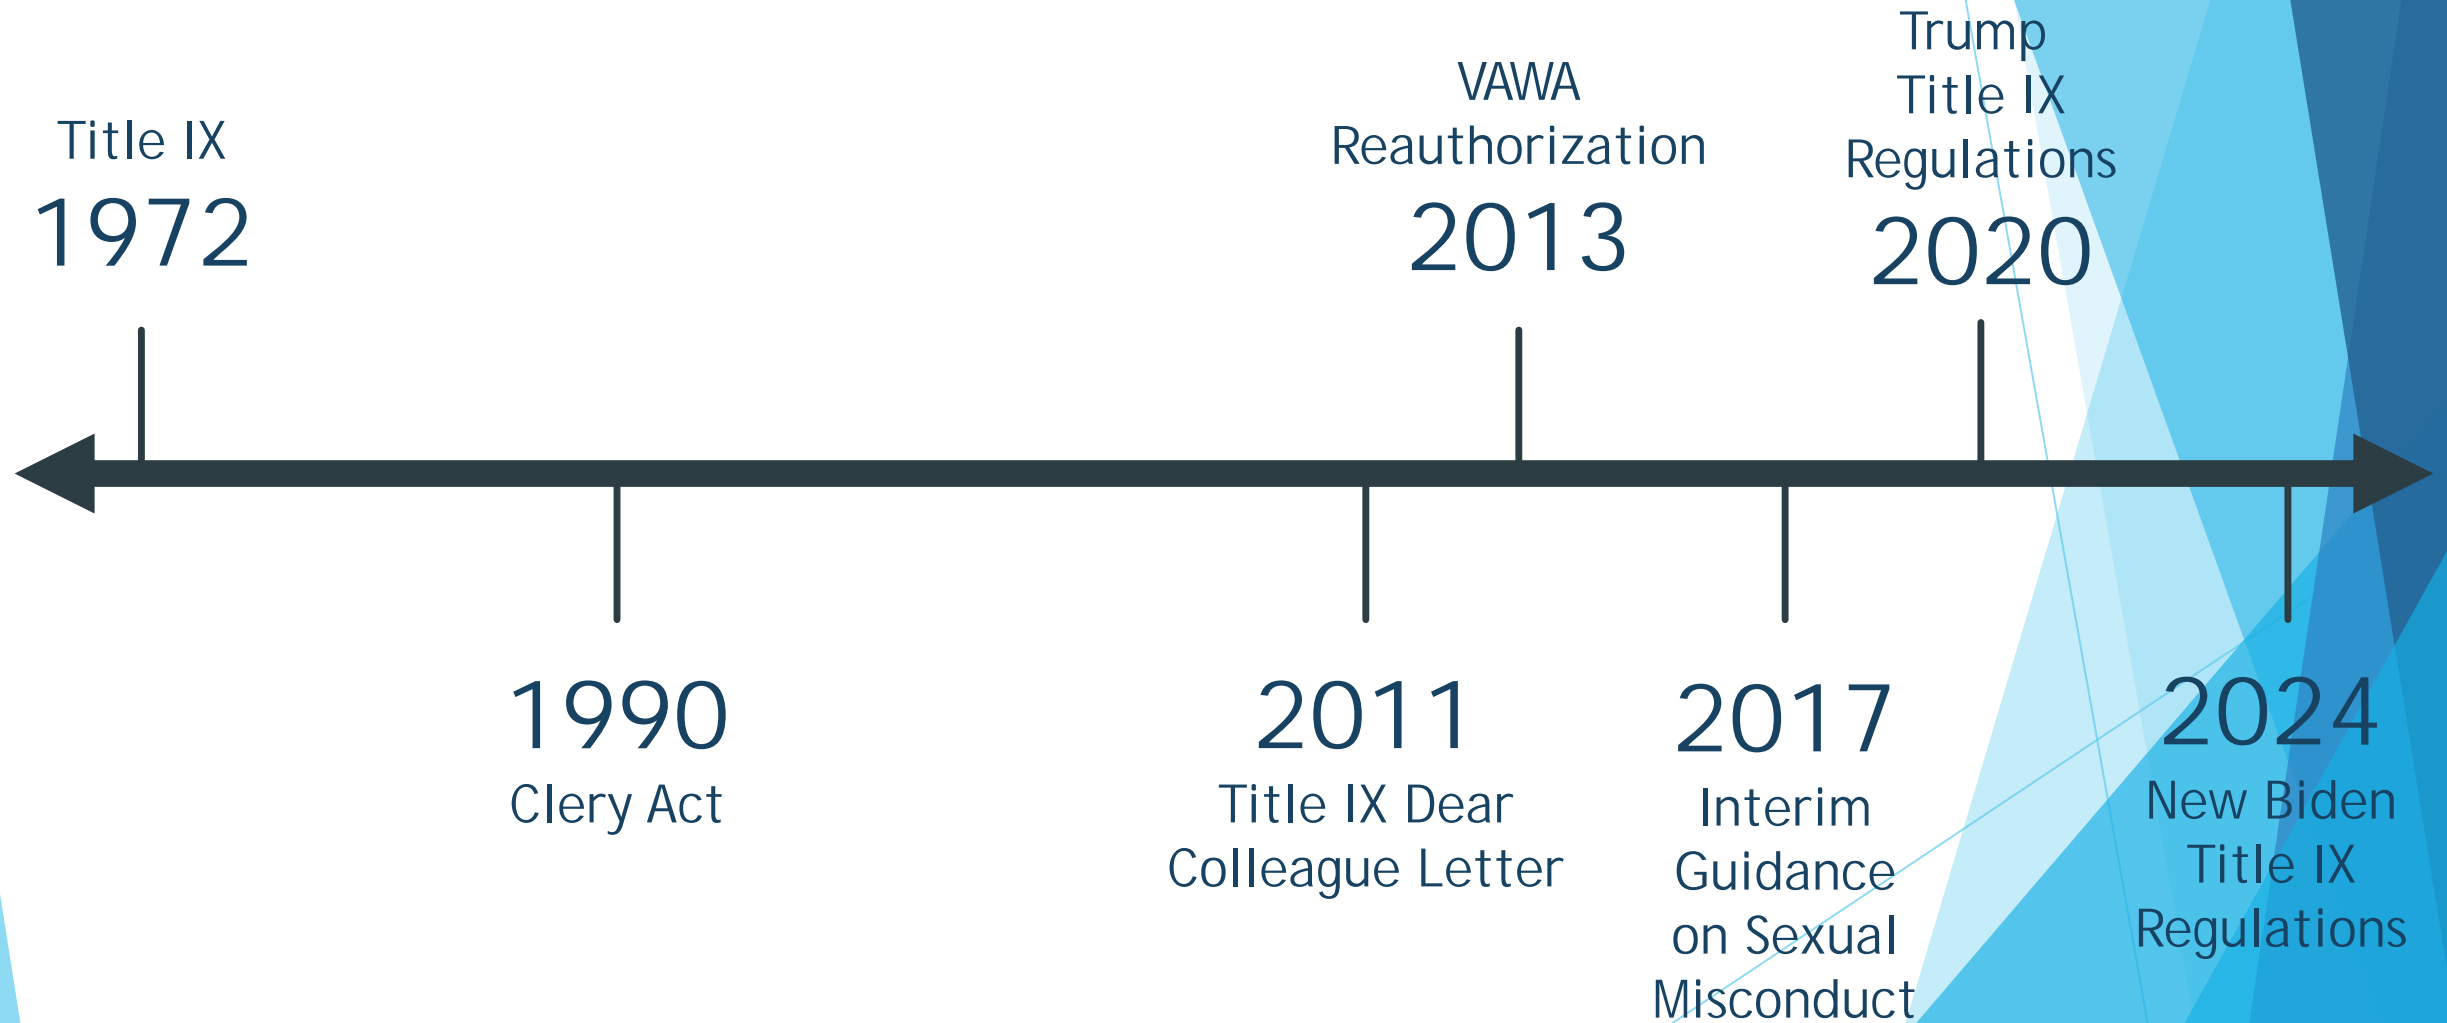 Title IX
1972
1990
Clery Act
2011
Title IX Dear
Colleague Letter
VAWA
Reauthorization
2013
2017
Interim
Guidance
on Sexual
Misconduct
Trump
Title IX
Regulations
2020
2024
New Biden
Title IX
Regulations